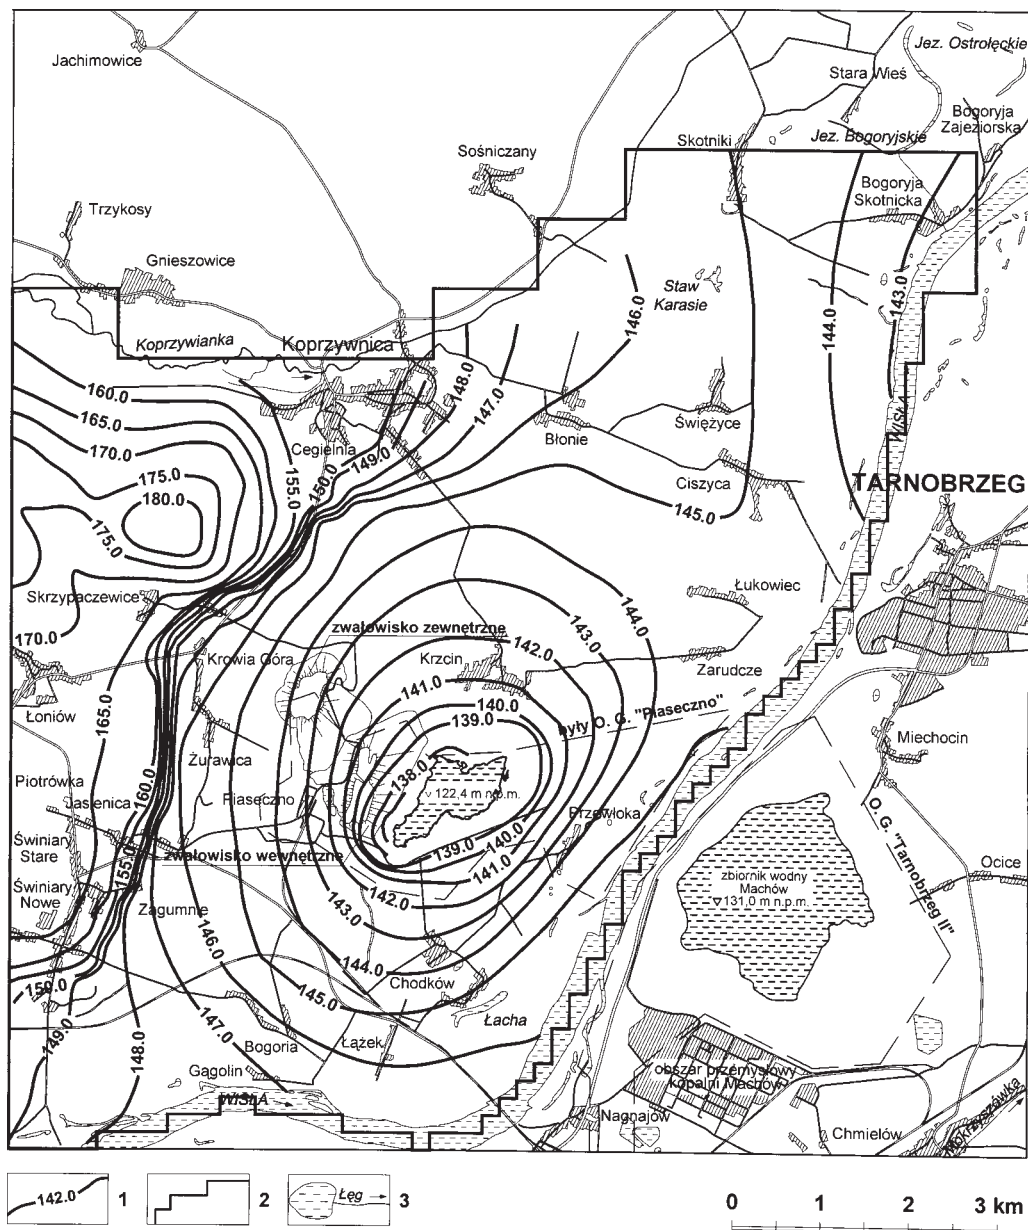 Jachimowice
Jez. Ostrołęckie
Stara Wieś
Bogoryja
Zajeziorska
Skotniki
Jez. Bogoryjskie
Sośniczany
Bogoryja
Skotnicka
Trzykosy
Gnieszowice
Staw
Karasie
146.0
144.0
143.0
Koprzywianka
Koprzywnica
160.0
165.0
170.0
175.0
180.0
175.0
148.0
147.0
WISŁA
Cegielnia
149.0
150.0
155.0
Błonie
Świężyce
Ciszyca
145.0
TARNOBRZEG
Skrzypaczewice
170.0
Łukowiec
144.0
143.0
zwałowisko zewnętrzne
142.0
Krowia Góra
Krzcin
Zarudcze
Łoniów
165.0
141.0
140.0
139.0
były O. G. "Piaseczno"
Miechocin
Żurawica
138.0
Piotrówka
Jasienica
160.0
Piaseczno
122,4 m n.p.m.
Przewłoka
O. G. "Tarnobrzeg II"
Świniary
Stare
155.0
zwałowisko wewnętrzne
139.0
140.0
141.0
142.0
143.0
zbiornik wodny
Machów
131,0 m n.p.m.
Ocice
Świniary
Nowe
Zagumnie
146.0
144.0
145.0
Chodków
150.0
149.0
148.0
147.0
Łacha
Bogoria
Łążek
Gągolin
WISŁA
obszar przemysłowy
kopalni Machów
Nagnajów
Chmielów
Mokrzyszówka
142.0 1
2
Łęg 3
0 1 2 3 km